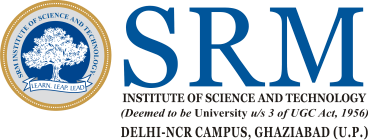 SRM INSTITUTE OF SCIENCE AND TECHNOLOGY
LEARN. LEAP. LEAD
SRM
INSTITUTE OF SCIENCE AND TECHNOLOGY
(Deemed to be University u/s 3 of UGC Act, 1956)
DELHI-NCR CAMPUS, GHAZIABAD (U.P.)